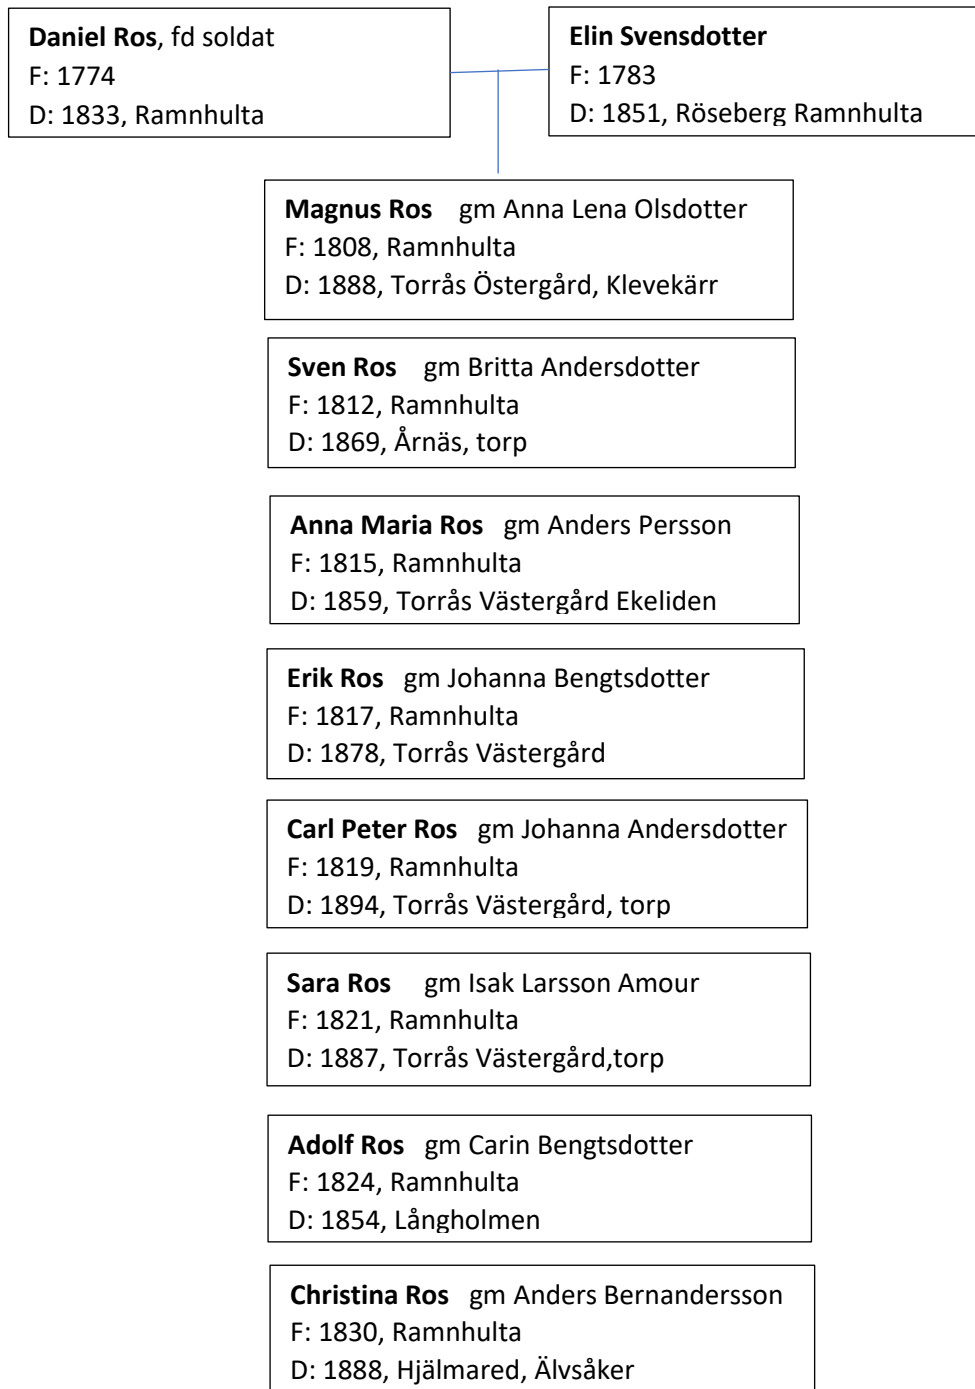 Daniel Ros, fd soldat
F: 1774
D: 1833, Ramnhulta
Elin Svensdotter
F: 1783
D: 1851, Röseberg Ramnhulta
Magnus Ros gm Anna Lena Olsdotter
F: 1808, Ramnhulta
D: 1888, Torrås Östergård, Klevekärr
Sven Ros gm Britta Andersdotter
F: 1812, Ramnhulta
D: 1869, Årnäs, torp
Anna Maria Ros gm Anders Persson
F: 1815, Ramnhulta
D: 1859, Torrås Västergård Ekeliden
Erik Ros gm Johanna Bengtsdotter
F: 1817, Ramnhulta
D: 1878, Torrås Västergård
Carl Peter Ros gm Johanna Andersdotter
F: 1819, Ramnhulta
D: 1894, Torrås Västergård, torp
Sara Ros gm Isak Larsson Amour
F: 1821, Ramnhulta
D: 1887, Torrås Västergård,torp
Adolf Ros gm Carin Bengtsdotter
F: 1824, Ramnhulta
D: 1854, Långholmen
Christina Ros gm Anders Bernandersson
F: 1830, Ramnhulta
D: 1888, Hjälmared, Älvsåker